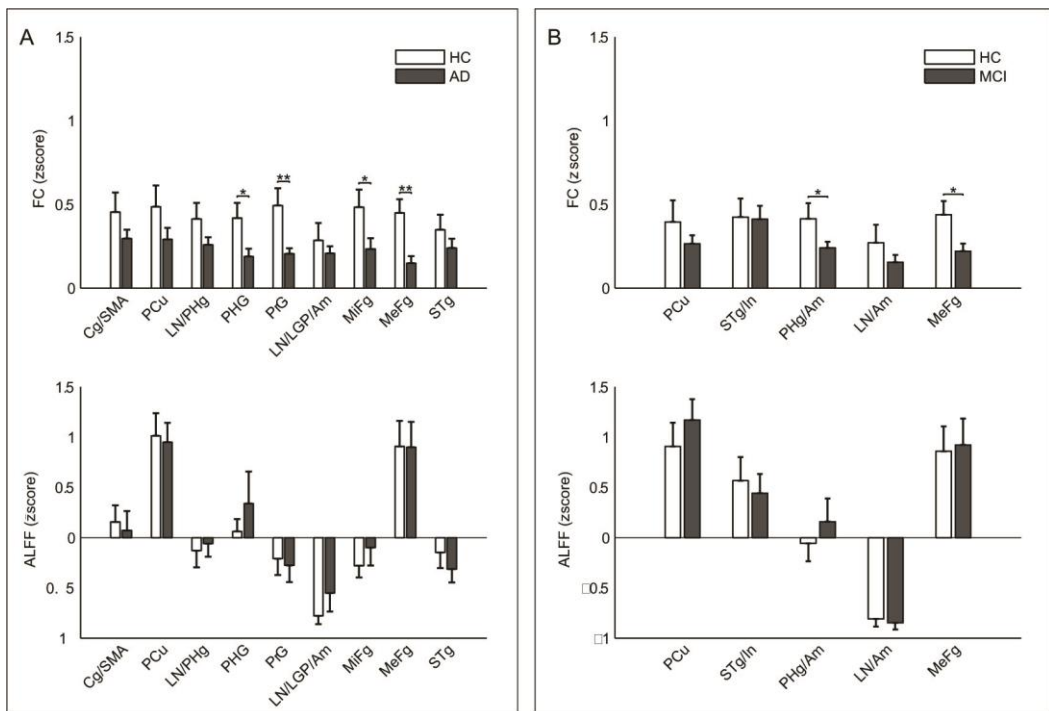 A
1.5
HC
AD
1
FC (zscore)
0.5
* ** * **
0
Cg/SMA PCu LN/PHg PHG PrG LN/LGP/Am MiFg MeFg STg
1.5
1
0.5
ALFF (zscore)
0
0. 5
1
Cg/SMA PCu LN/PHg PHG PrG LN/LGP/Am MiFg MeFg STg
B
1.5
HC
MCI
1
FC (zscore)
0.5
* *
0
PCu STg/In PHg/Am LN/Am MeFg
1.5
1
0.5
ALFF (zscore)
0
□0.5
□1
PCu STg/In PHg/Am LN/Am MeFg